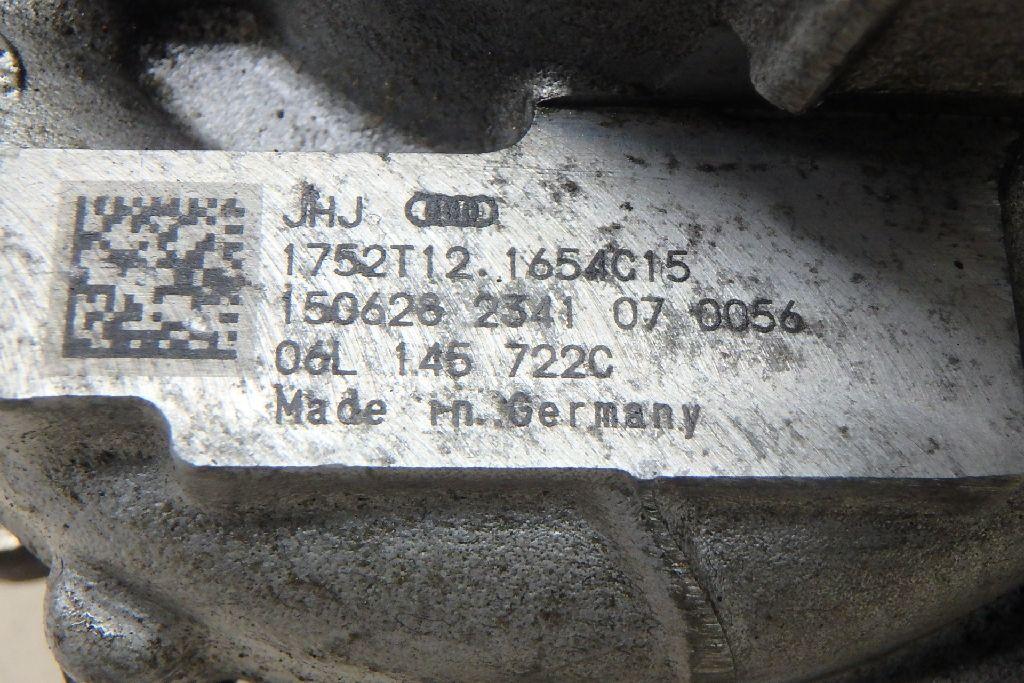 JHJ
1752T12.1654C15
150628 2341 07 0056
06L 145 722C
Made in Germany